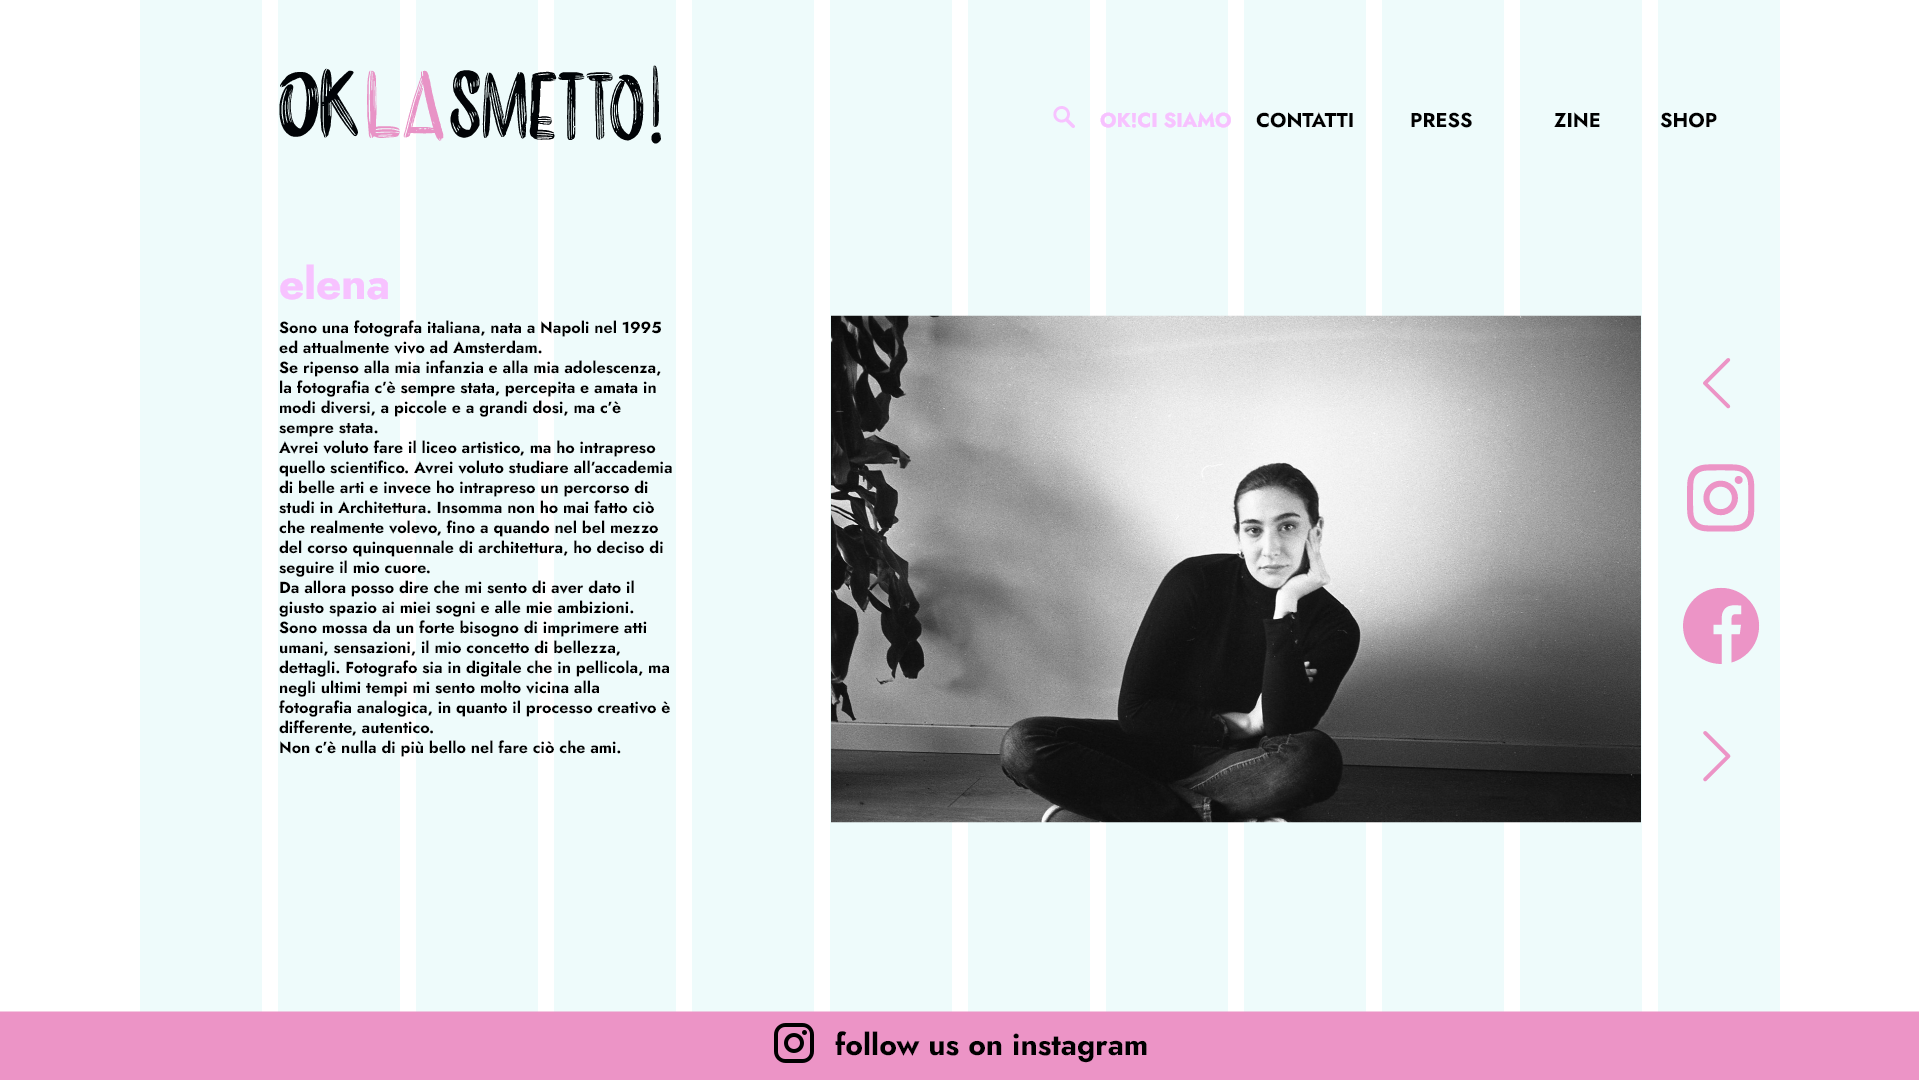 OK LA SMETTO!
OK!CI SIAMO CONTATTI PRESS ZINE SHOP
elena
Sono una fotografa italiana, nata a Napoli nel 1995
ed attualmente vivo ad Amsterdam.
Se ripenso alla mia infanzia e alla mia adolescenza,
la fotografia c’è sempre stata, percepita e amata in
modi diversi, a piccole e a grandi dosi, ma c’è
sempre stata.
Avrei voluto fare il liceo artistico, ma ho intrapreso
quello scientifico. Avrei voluto studiare all’accademia
di belle arti e invece ho intrapreso un percorso di
studi in Architettura. Insomma non ho mai fatto ciò
che realmente volevo, fino a quando nel bel mezzo
del corso quinquennale di architettura, ho deciso di
seguire il mio cuore.
Da allora posso dire che mi sento di aver dato il
giusto spazio ai miei sogni e alle mie ambizioni.
Sono mossa da un forte bisogno di imprimere atti
umani, sensazioni, il mio concetto di bellezza,
dettagli. Fotografo sia in digitale che in pellicola, ma
negli ultimi tempi mi sento molto vicina alla
fotografia analogica, in quanto il processo creativo è
differente, autentico.
Non c’è nulla di più bello nel fare ciò che ami.
follow us on instagram